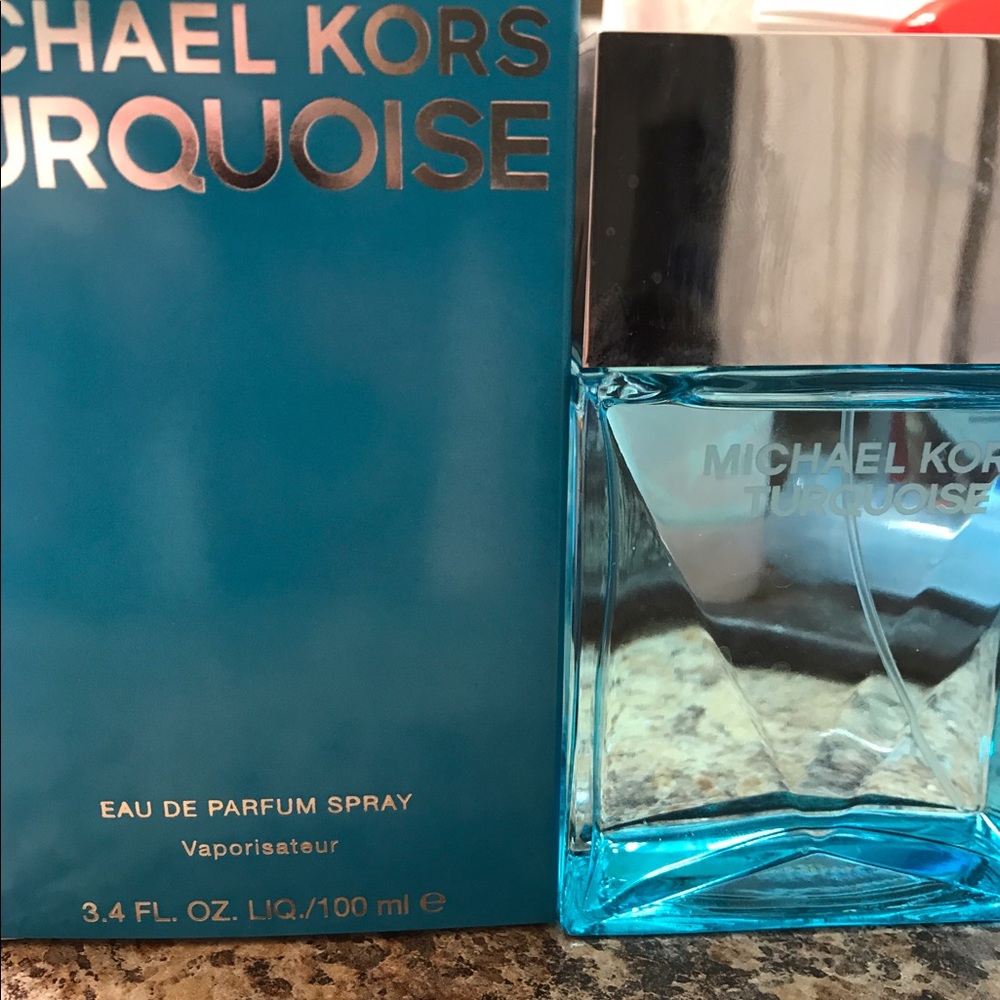 CHAEL KORS
URQUOISE
EAU DE PARFUM SPRAY
Vaporisateur
3.4 FL. OZ. LIQ./100 ml ℮
MICHAEL KOR
TURQUOISE